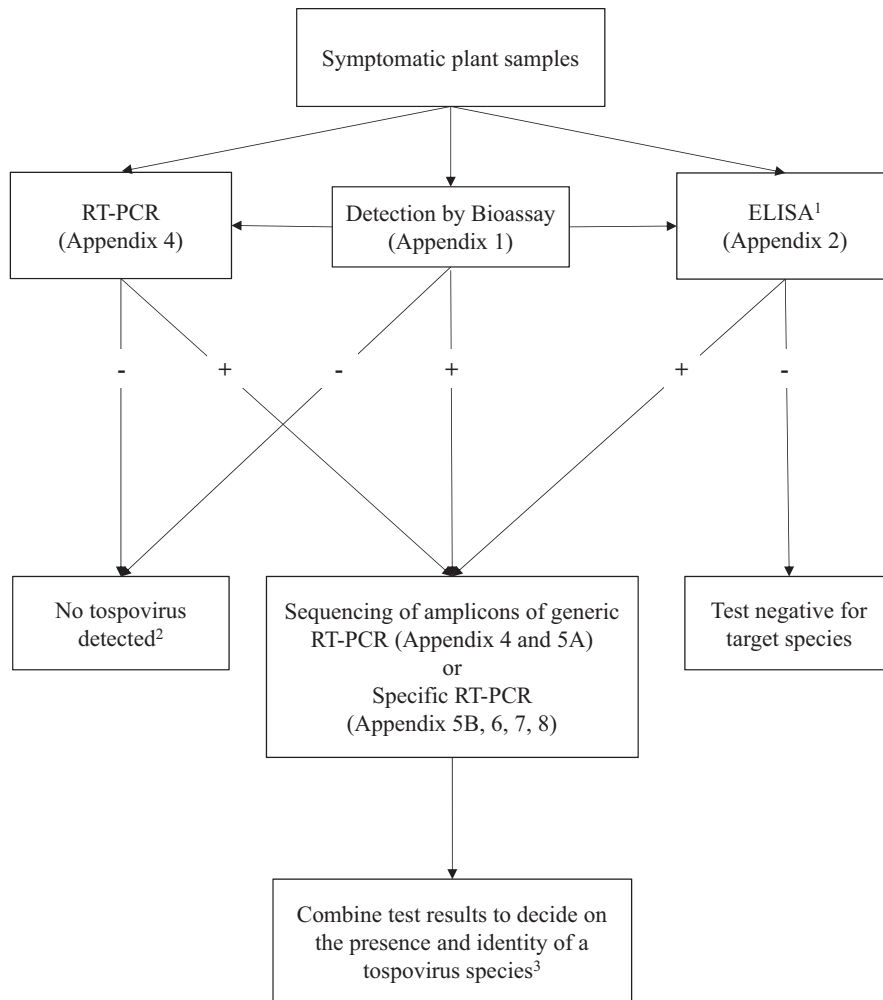 Symptomatic plant samples
RT-PCR
(Appendix 4)
Detection by Bioassay
(Appendix 1)
ELISA¹
(Appendix 2)
-
+
-
+
+
-
No tospovirus
detected²
Sequencing of amplicons of generic
RT-PCR (Appendix 4 and 5A)
or
Specific RT-PCR
(Appendix 5B, 6, 7, 8)
Test negative for
target species
Combine test results to decide on
the presence and identity of a
tospovirus species³